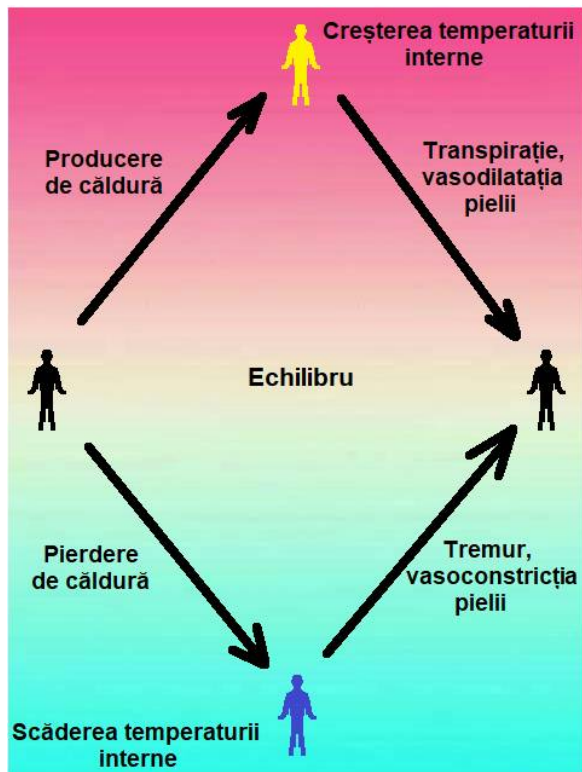 Creșterea temperaturii
interne
Producere
de căldură
Transpirație,
vasodilatația
pielii
Echilibru
Pierdere
de căldură
Tremur,
vasoconstricția
pielii
Scăderea temperaturii
interne